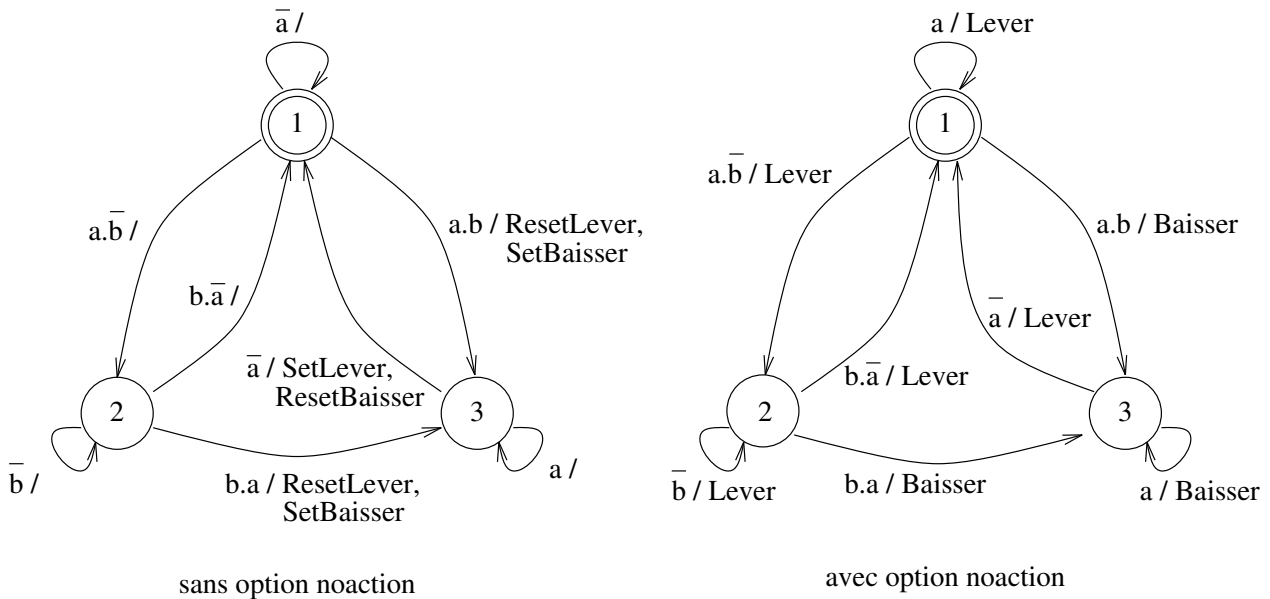 a̅ /
1
a.b̅ /
b.a̅ /
a.b / ResetLever,
SetBaisser
a̅ / SetLever,
ResetBaisser
2
3
b̅ /
b.a / ResetLever,
SetBaisser
a /
sans option noaction
a / Lever
1
a.b̅ / Lever
a.b / Baisser
a̅ / Lever
b.a̅ / Lever
2
3
b̅ / Lever
b.a / Baisser
a / Baisser
avec option noaction